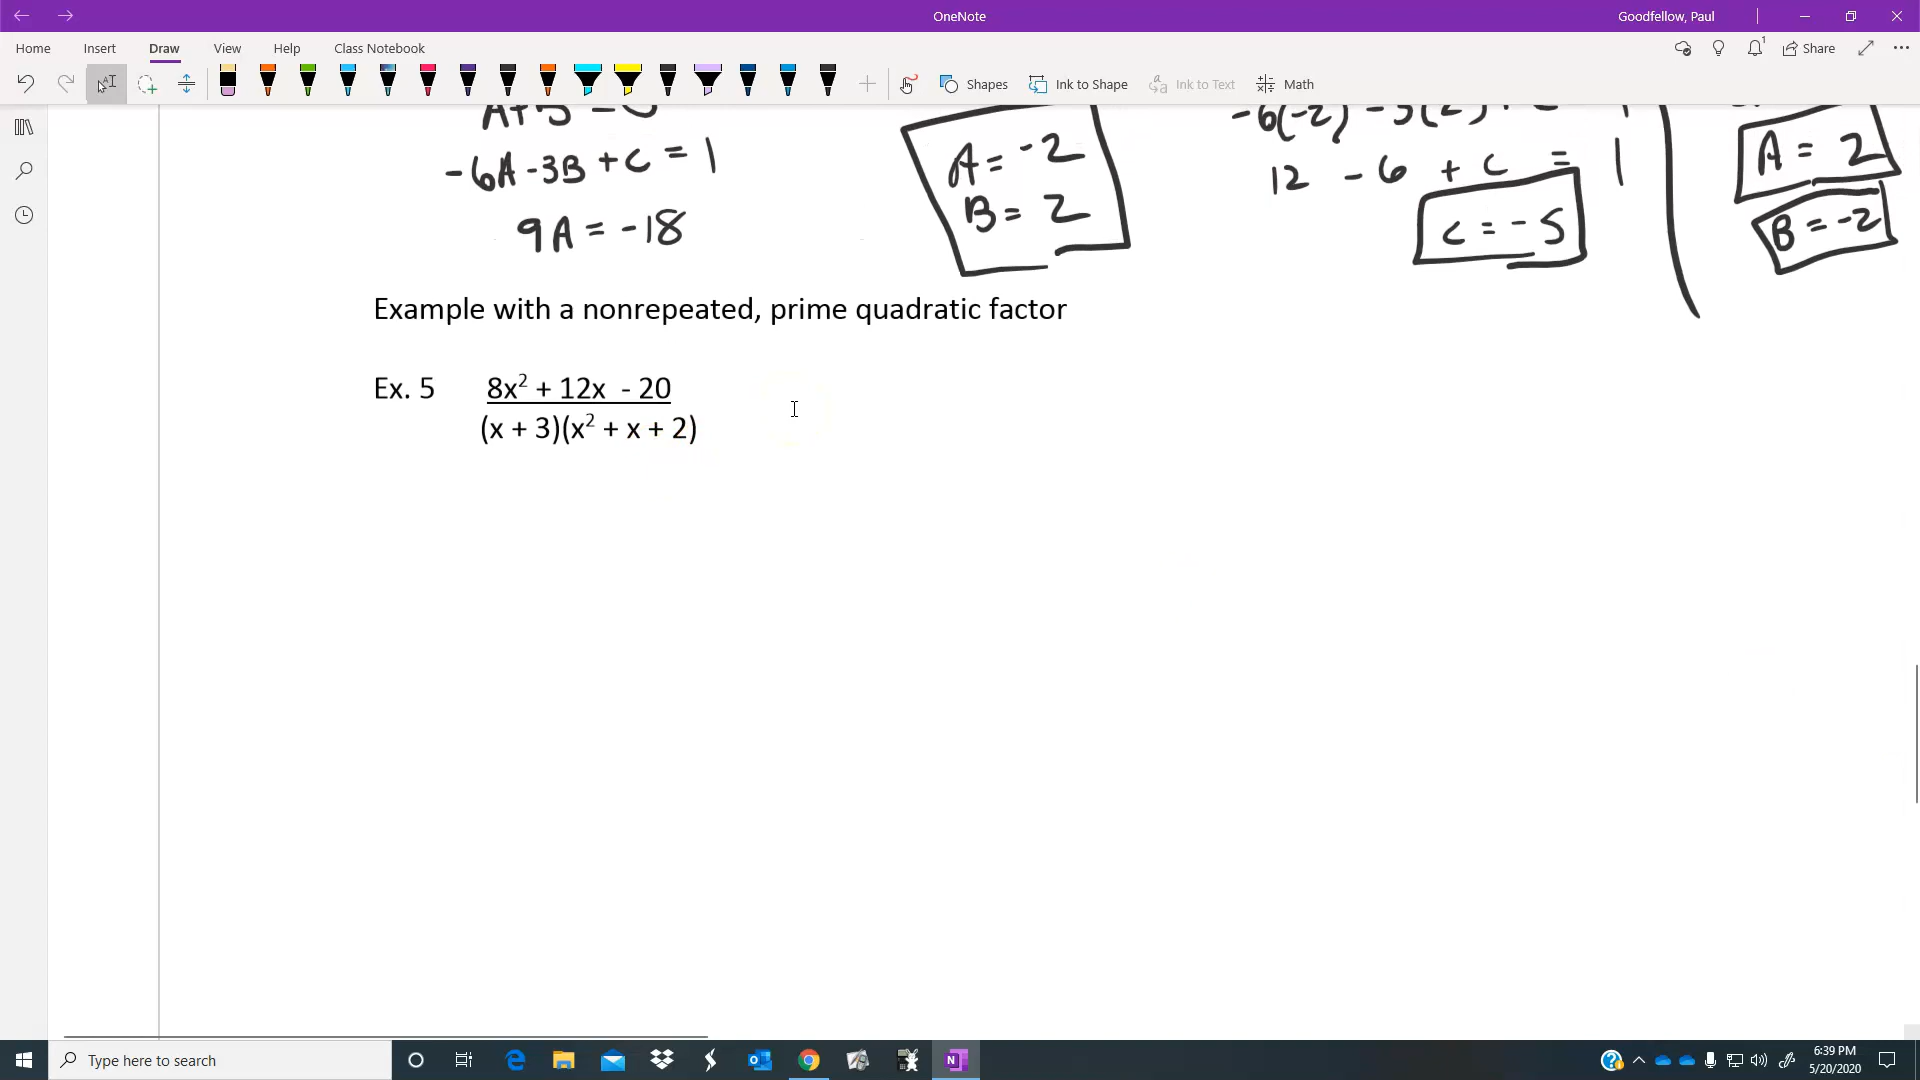 OneNote
Goodfellow, Paul
Home Insert Draw View Help Class Notebook
1 Share
Shapes Ink to Shape Ink to Text Math
-6A -3B + C = 1
9A = -18
A = -2
B = 2
12 - 6 + C = 1
C = -5
A = 2
B = -2
Example with a nonrepeated, prime quadratic factor
Ex. 5 8x² + 12x - 20
(x + 3)(x² + x + 2)
Type here to search
6:39 PM
5/20/2020